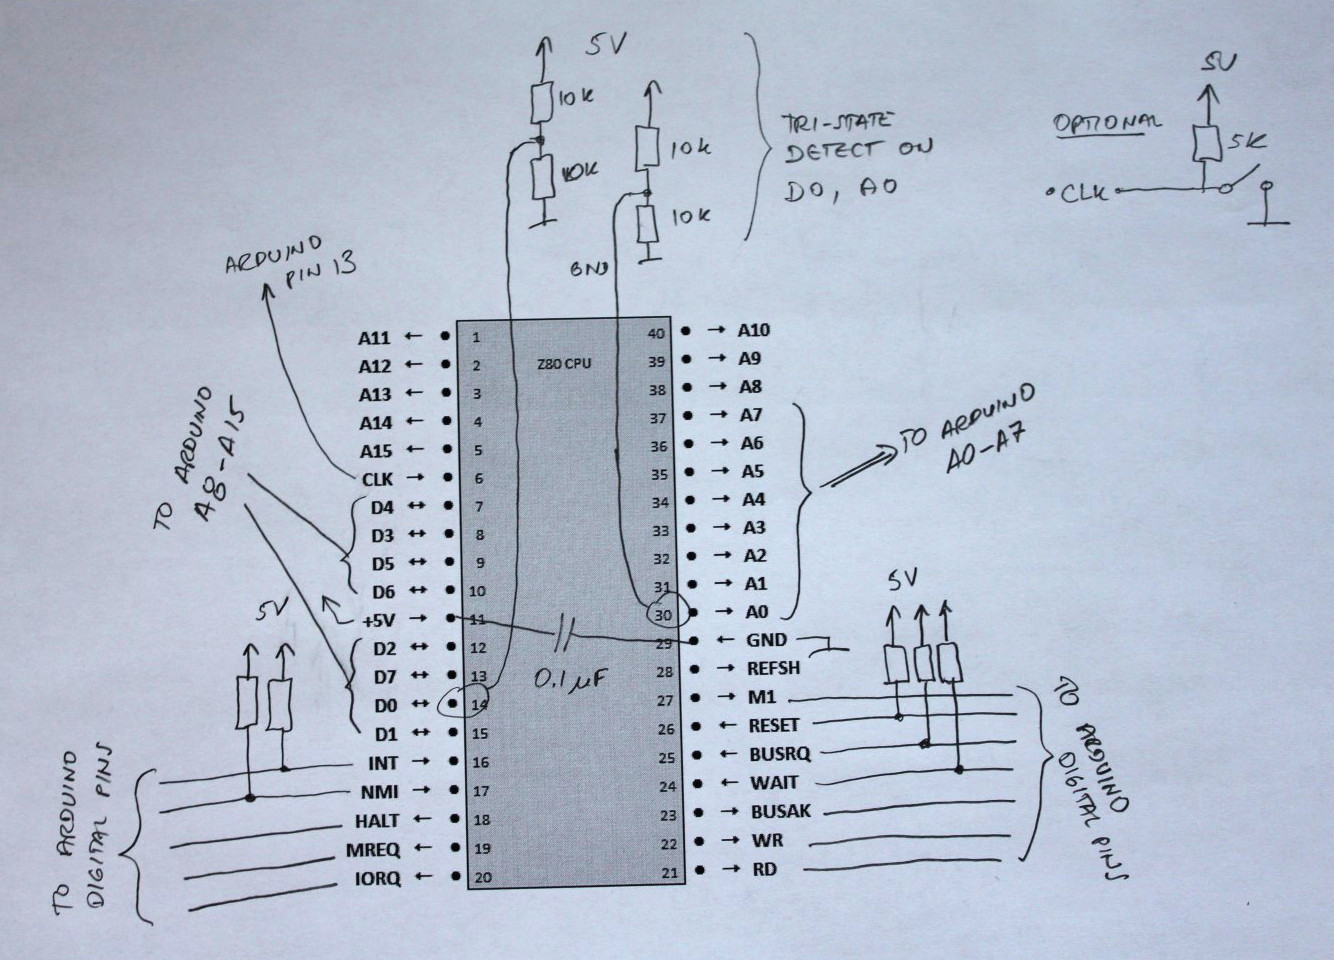 5V
10K
10K
10K
10K
GND
TRI-STATE
DETECT ON
D0, A0
OPTIONAL
5V
5K
CLK
ARDUINO
PIN 13
TO ARDUINO
A8-A15
Z80 CPU
A11 ← 1
A12 ← 2
A13 ← 3
A14 ← 4
A15 ← 5
CLK → 6
D4 ↔ 7
D3 ↔ 8
D5 ↔ 9
D6 ↔ 10
+5V → 11
D2 ↔ 12
D7 ↔ 13
D0 ↔ 14
D1 ↔ 15
INT → 16
NMI → 17
HALT ← 18
MREQ ← 19
IORQ ← 20
40 → A10
39 → A9
38 → A8
37 → A7
36 → A6
35 → A5
34 → A4
33 → A3
32 → A2
31 → A1
30 → A0
29 ← GND
28 → REFSH
27 → M1
26 ← RESET
25 ← BUSRQ
24 ← WAIT
23 → BUSAK
22 → WR
21 → RD
0.1 µF
5V
TO ARDUINO
DIGITAL PINS
TO ARDUINO
A0-A7
5V
TO ARDUINO
DIGITAL PINS